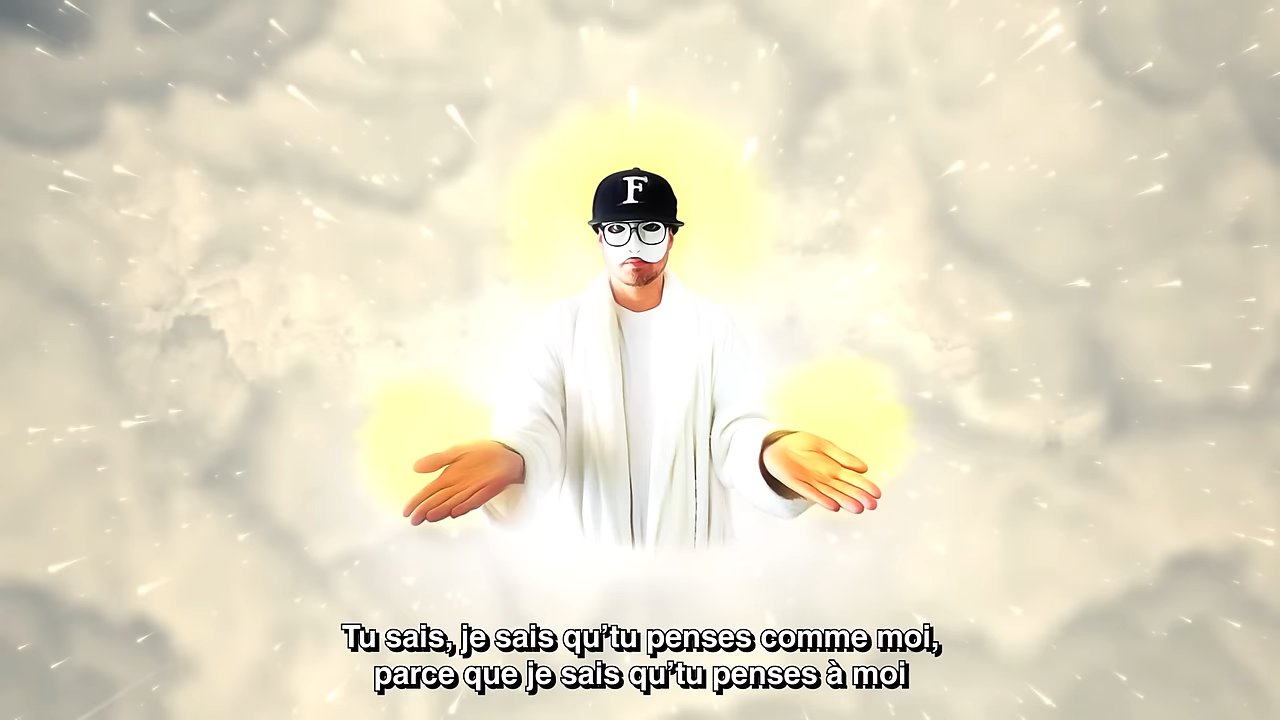 F
Tu sais, je sais qu'tu penses comme moi,
parce que je sais qu'tu penses à moi